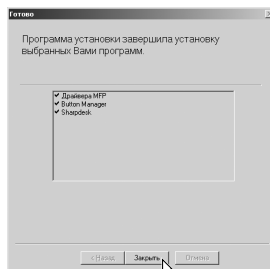 Готово
Программа установки завершила установку
выбранных Вами программ.
Драйвера MFP
Button Manager
Sharpdesk
< Назад
Закрыть
Отмена